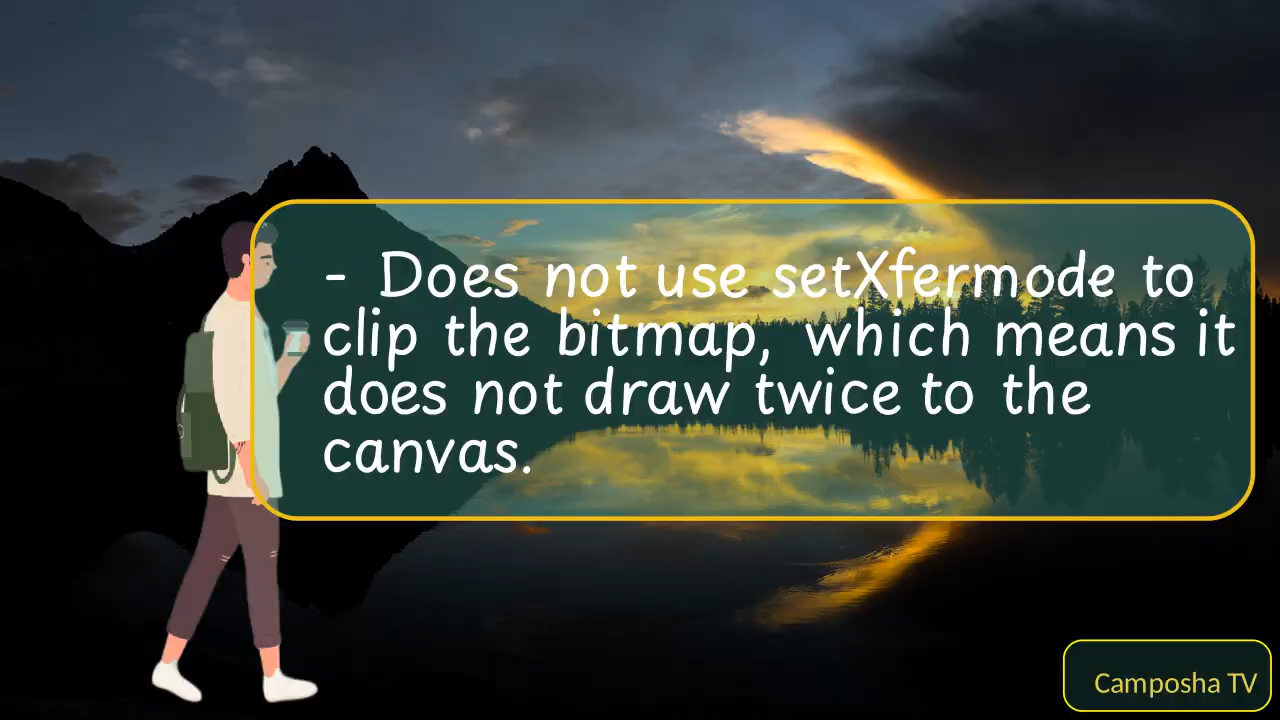 - Does not use setXfermode to
clip the bitmap, which means it
does not draw twice to the
canvas.
Camposha TV